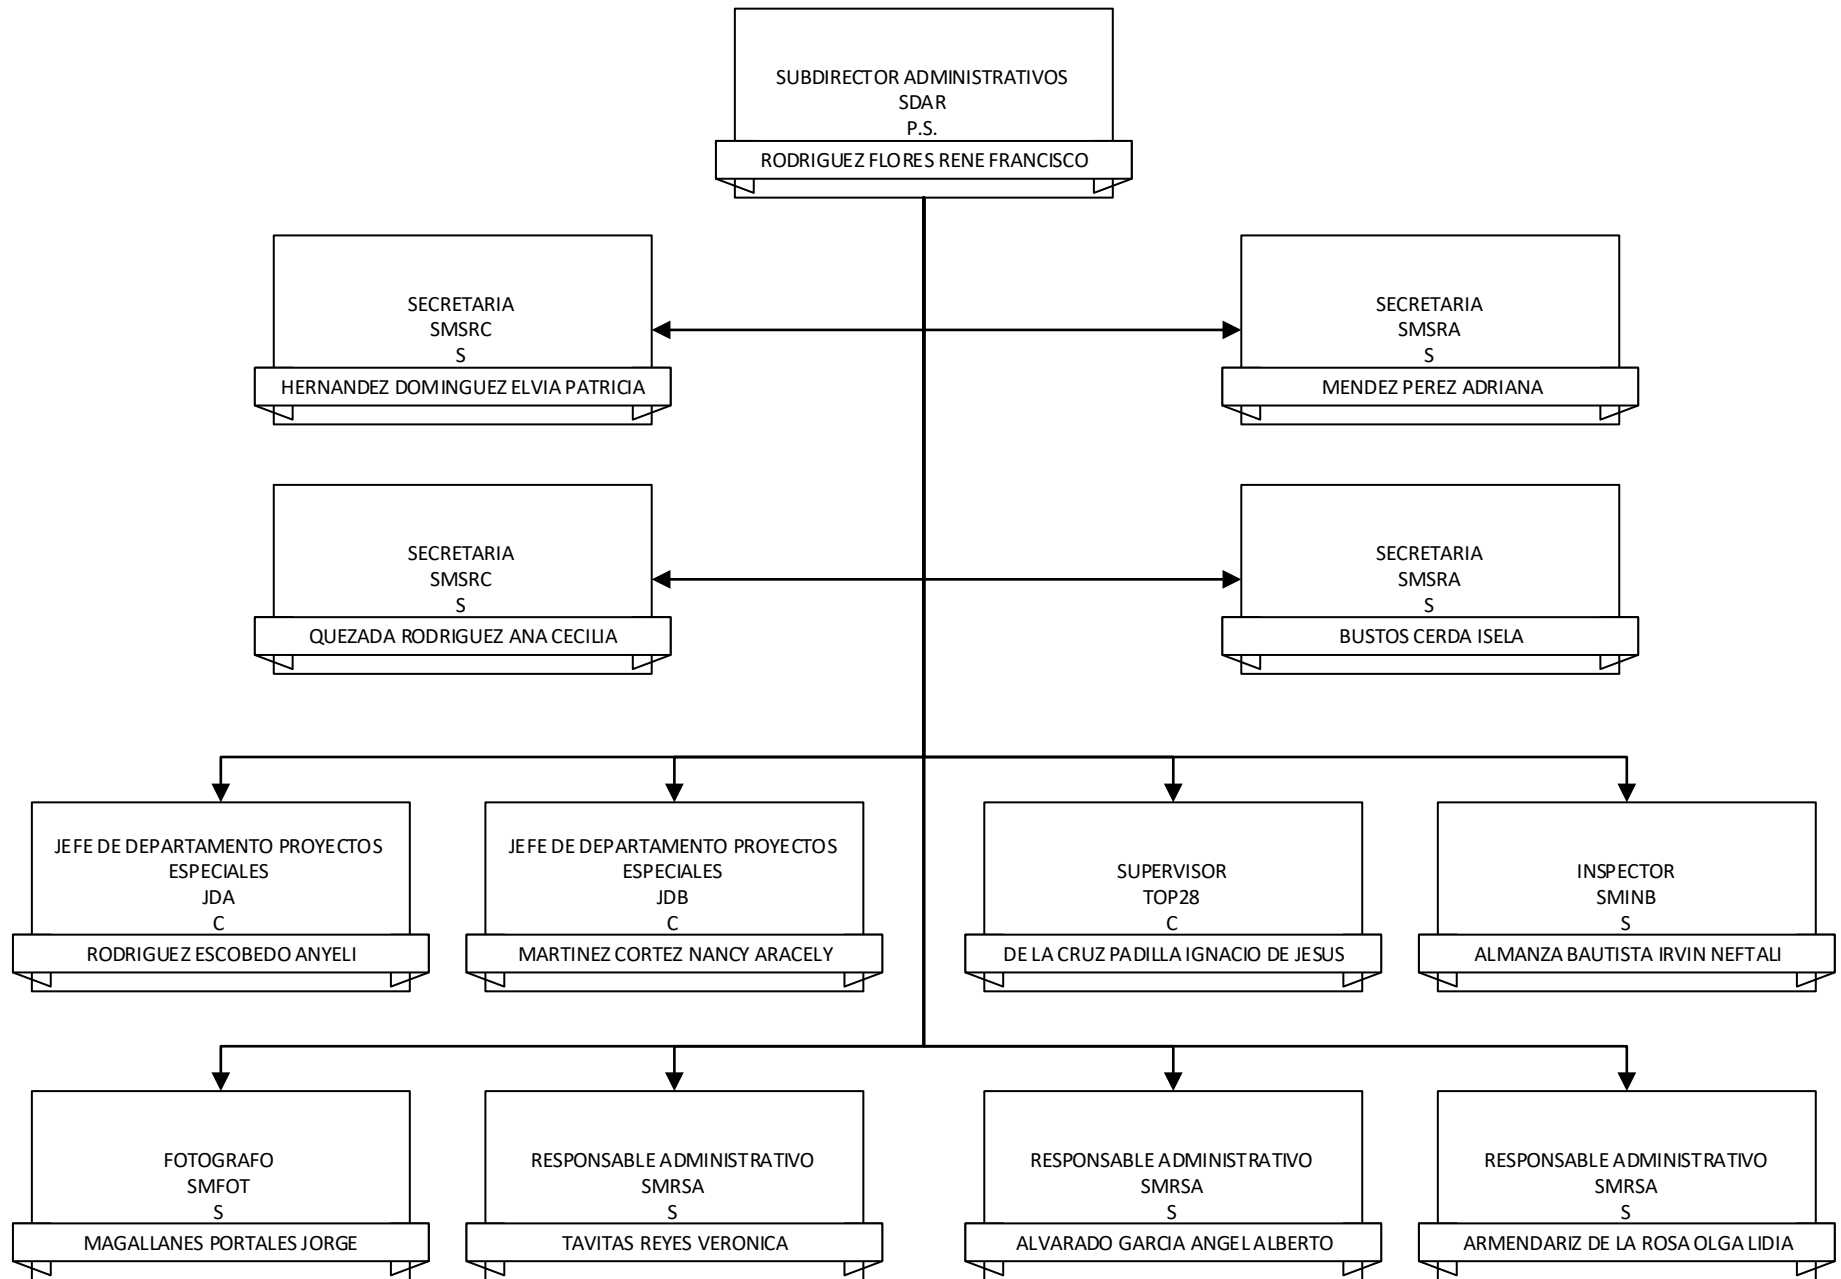 SUBDIRECTOR ADMINISTRATIVOS
SDAR
P.S.
RODRIGUEZ FLORES RENE FRANCISCO
SECRETARIA
SMSRC
S
HERNANDEZ DOMINGUEZ ELVIA PATRICIA
SECRETARIA
SMSRA
S
MENDEZ PEREZ ADRIANA
SECRETARIA
SMSRC
S
QUEZADA RODRIGUEZ ANA CECILIA
SECRETARIA
SMSRA
S
BUSTOS CERDA ISELA
JEFE DE DEPARTAMENTO PROYECTOS
ESPECIALES
JDA
C
RODRIGUEZ ESCOBEDO ANYELI
JEFE DE DEPARTAMENTO PROYECTOS
ESPECIALES
JDB
C
MARTINEZ CORTEZ NANCY ARACELY
SUPERVISOR
TOP28
C
DE LA CRUZ PADILLA IGNACIO DE JESUS
INSPECTOR
SMINB
S
ALMANZA BAUTISTA IRVIN NEFTALI
FOTOGRAFO
SMFOT
S
MAGALLANES PORTALES JORGE
RESPONSABLE ADMINISTRATIVO
SMRSA
S
TAVITAS REYES VERONICA
RESPONSABLE ADMINISTRATIVO
SMRSA
S
ALVARADO GARCIA ANGEL ALBERTO
RESPONSABLE ADMINISTRATIVO
SMRSA
S
ARMENDARIZ DE LA ROSA OLGA LIDIA